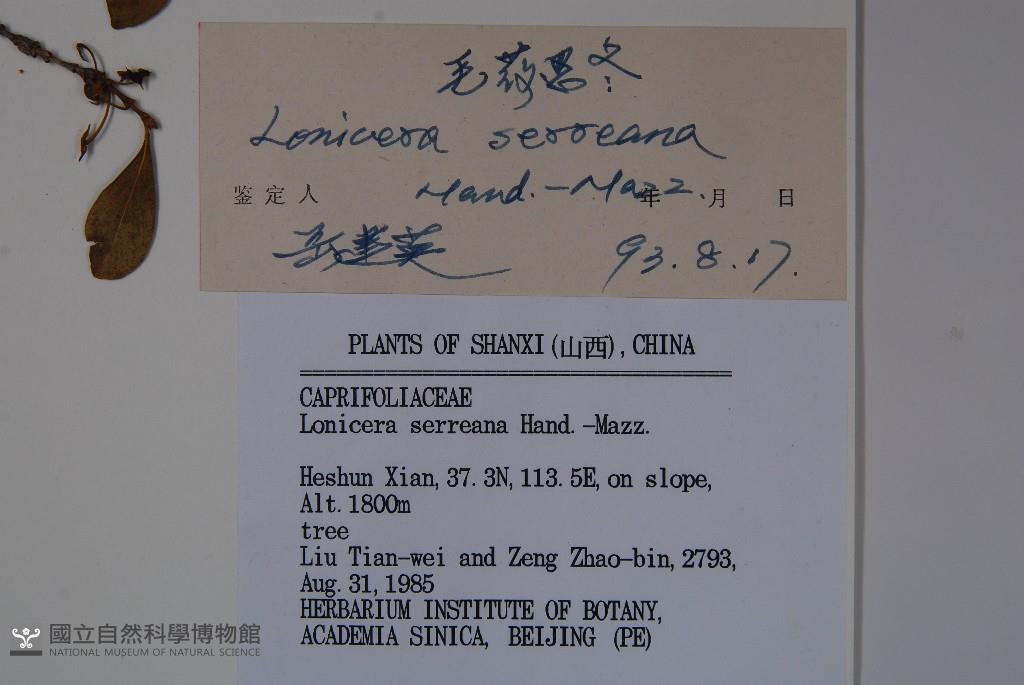 毛药忍冬
Lonicera serreana
Hand.-Mazz.
鉴定人 年 月 日
93.8.17.
PLANTS OF SHANXI(山西), CHINA
CAPRIFOLIACEAE
Lonicera serreana Hand.-Mazz.
Heshun Xian, 37.3N, 113.5E, on slope,
Alt. 1800m
tree
Liu Tian-wei and Zeng Zhao-bin, 2793,
Aug. 31, 1985
HERBARIUM INSTITUTE OF BOTANY,
ACADEMIA SINICA, BEIJING (PE)
國立自然科學博物館
NATIONAL MUSEUM OF NATURAL SCIENCE